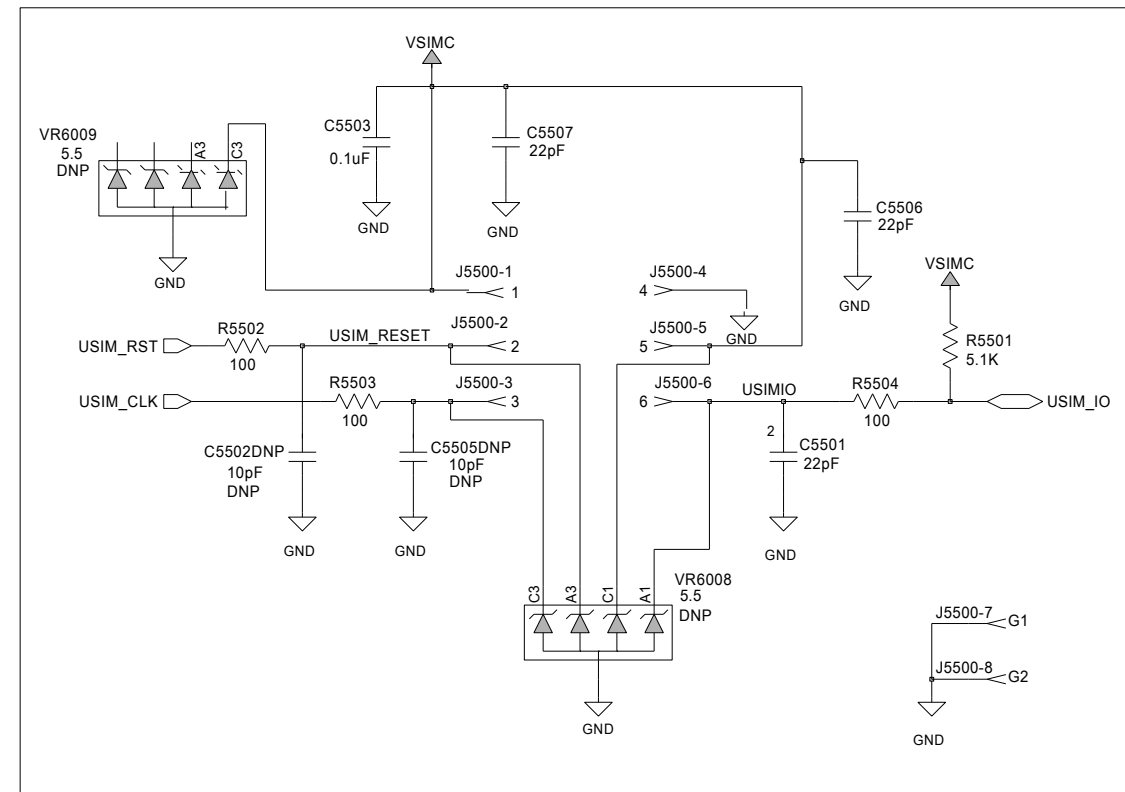 VSIMC
VR6009
5.5
DNP
A3
C3
C5503
0.1uF
GND
C5507
22pF
GND
C5506
22pF
GND
GND
J5500-1
1
J5500-4
4
GND
VSIMC
R5501
5.1K
USIM_RST
R5502
100
USIM_RESET
J5500-2
2
J5500-5
5
USIM_CLK
R5503
100
J5500-3
3
J5500-6
6
USIMIO
R5504
100
USIM_IO
C5502DNP
10pF
DNP
GND
C5505DNP
10pF
DNP
GND
2
C5501
22pF
GND
C3
A3
C1
A1
VR6008
5.5
DNP
GND
J5500-7
G1
J5500-8
G2
GND